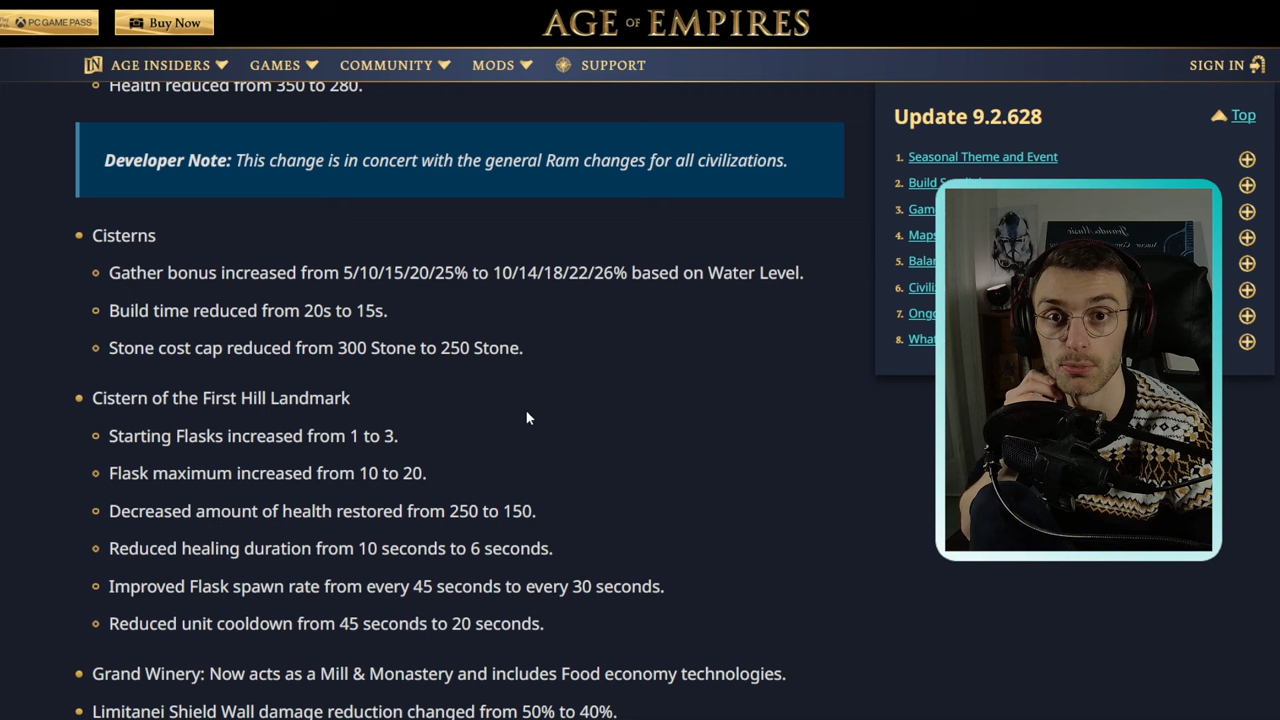 PC GAME PASS
Buy Now
AGE OF EMPIRES
IN AGE INSIDERS
GAMES
COMMUNITY
MODS
SUPPORT
SIGN IN
Health reduced from 350 to 280.
Developer Note: This change is in concert with the general Ram changes for all civilizations.
Cisterns
Gather bonus increased from 5/10/15/20/25% to 10/14/18/22/26% based on Water Level.
Build time reduced from 20s to 15s.
Stone cost cap reduced from 300 Stone to 250 Stone.
Cistern of the First Hill Landmark
Starting Flasks increased from 1 to 3.
Flask maximum increased from 10 to 20.
Decreased amount of health restored from 250 to 150.
Reduced healing duration from 10 seconds to 6 seconds.
Improved Flask spawn rate from every 45 seconds to every 30 seconds.
Reduced unit cooldown from 45 seconds to 20 seconds.
Grand Winery: Now acts as a Mill & Monastery and includes Food economy technologies.
Limitanei Shield Wall damage reduction changed from 50% to 40%.
Update 9.2.628
Top
1. Seasonal Theme and Event
2. Build
3. Gam
4. Maps
5. Balan
6. Civili
7. Ongo
8. What